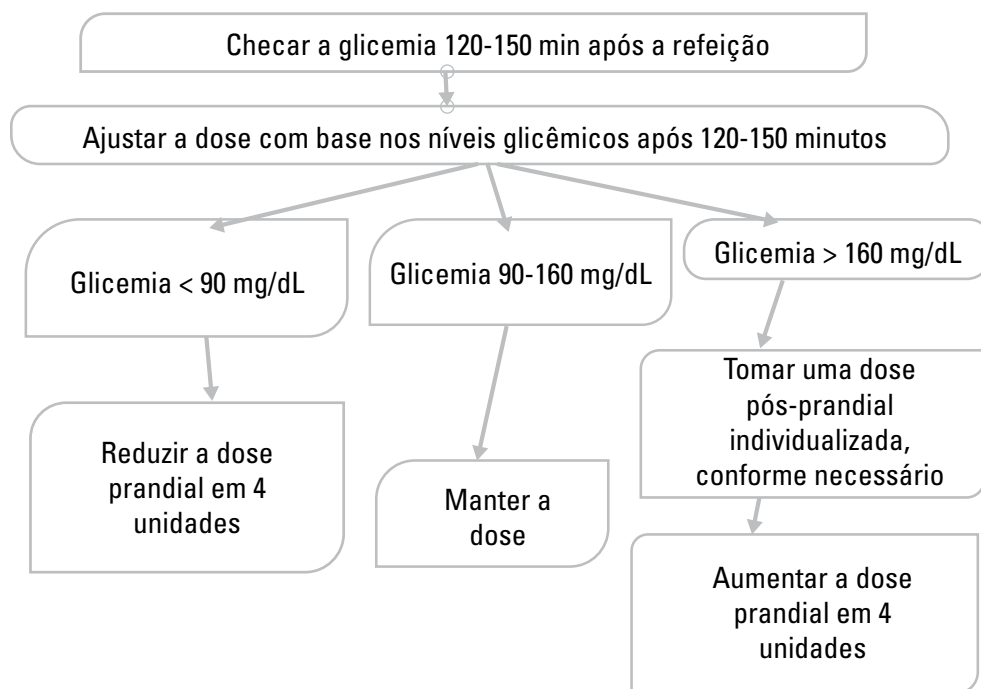 Checar a glicemia 120-150 min após a refeição
Ajustar a dose com base nos níveis glicêmicos após 120-150 minutos
Glicemia < 90 mg/dL
Glicemia 90-160 mg/dL
Glicemia > 160 mg/dL
Reduzir a dose
prandial em 4
unidades
Manter a
dose
Tomar uma dose
pós-prandial
individualizada,
conforme necessário
Aumentar a dose
prandial em 4
unidades